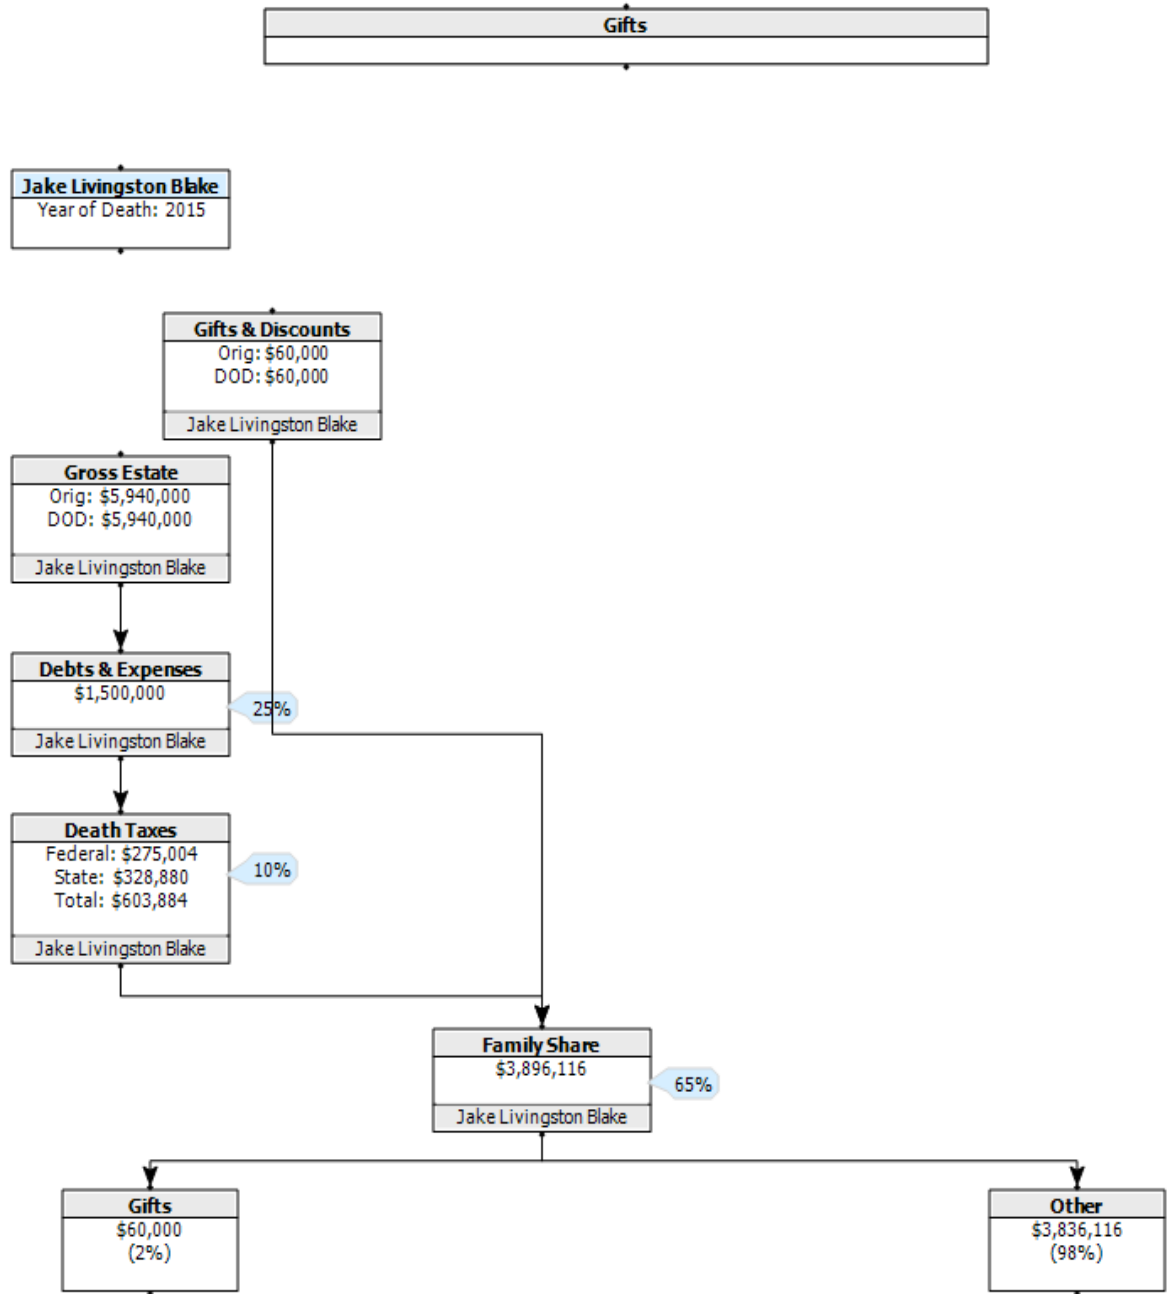 Gifts
Jake Livingston Blake
Year of Death: 2015
Gifts & Discounts
Orig: $60,000
DOD: $60,000
Jake Livingston Blake
Gross Estate
Orig: $5,940,000
DOD: $5,940,000
Jake Livingston Blake
Debts & Expenses
$1,500,000
25%
Jake Livingston Blake
Death Taxes
Federal: $275,004
State: $328,880
Total: $603,884
10%
Jake Livingston Blake
Family Share
$3,896,116
65%
Jake Livingston Blake
Gifts
$60,000
(2%)
Other
$3,836,116
(98%)